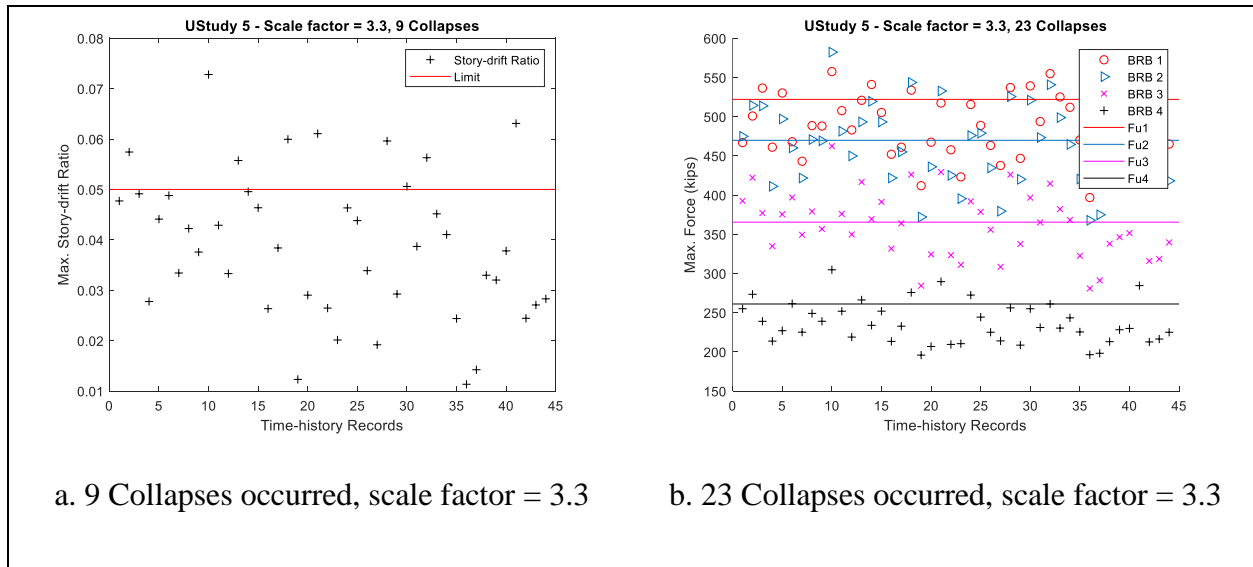 UStudy 5 - Scale factor = 3.3, 9 Collapses
0.08
0.07
0.06
0.05
0.04
0.03
0.02
0.01
Max. Story-drift Ratio
Story-drift Ratio
Limit
0 5 10 15 20 25 30 35 40 45
Time-history Records
UStudy 5 - Scale factor = 3.3, 23 Collapses
600
550
500
450
400
350
300
250
200
150
Max. Force (kips)
BRB 1
BRB 2
BRB 3
BRB 4
Fu1
Fu2
Fu3
Fu4
0 5 10 15 20 25 30 35 40 45
Time-history Records
a. 9 Collapses occurred, scale factor = 3.3
b. 23 Collapses occurred, scale factor = 3.3